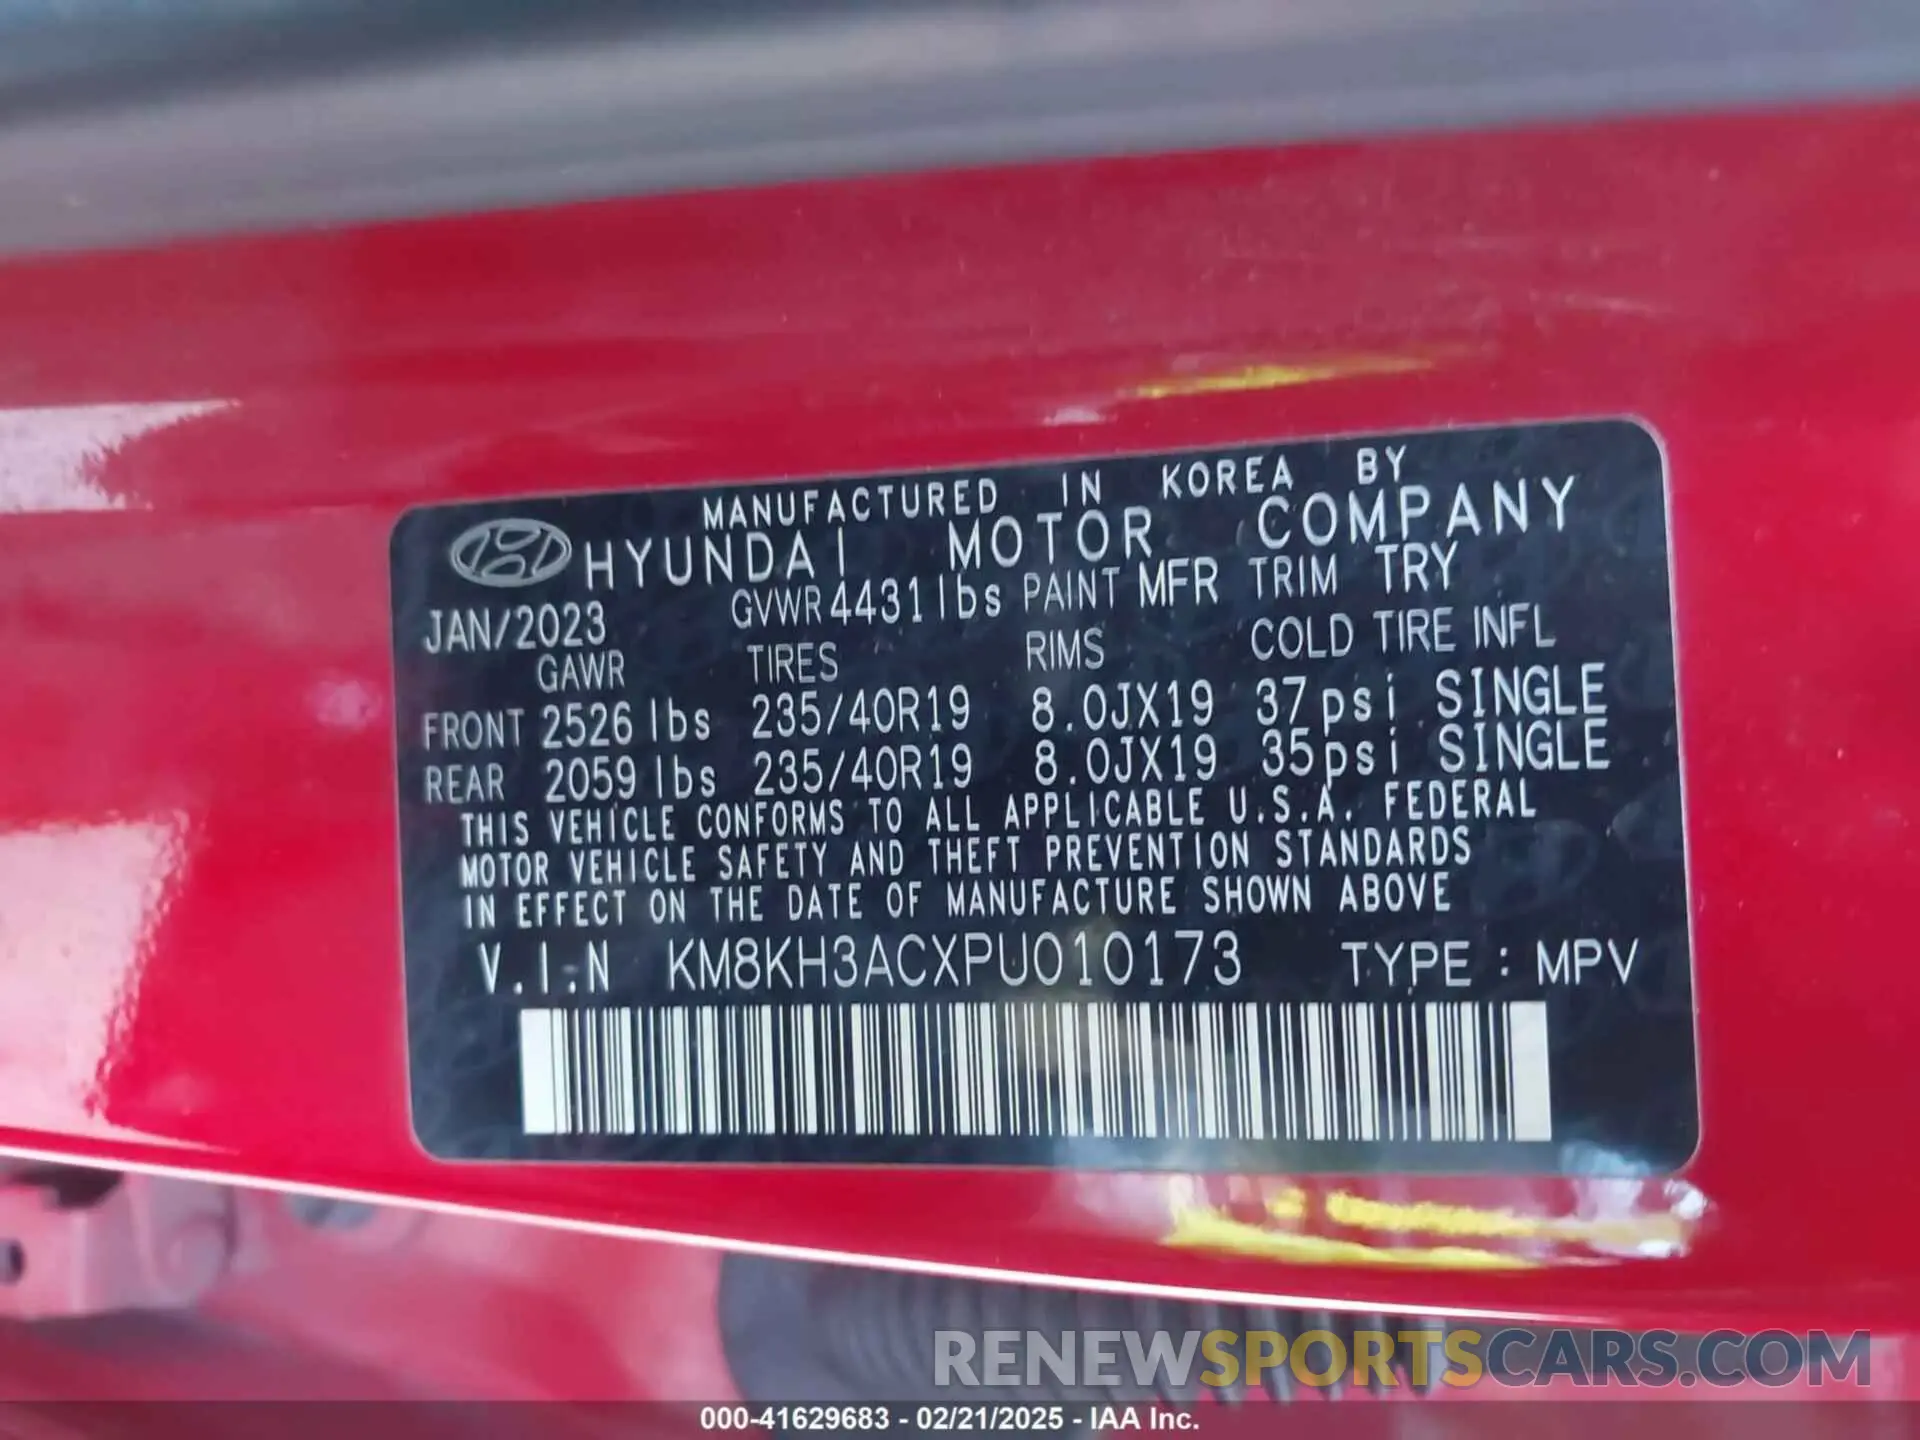 MANUFACTURED IN KOREA BY
HYUNDAI MOTOR COMPANY
JAN/2023 GVWR 4431lbs PAINT MFR TRIM TRY
GAWR TIRES RIMS COLD TIRE INFL
FRONT 2526 lbs 235/40R19 8.0JX19 37psi SINGLE
REAR 2059 lbs 235/40R19 8.0JX19 35psi SINGLE
THIS VEHICLE CONFORMS TO ALL APPLICABLE U.S.A. FEDERAL
MOTOR VEHICLE SAFETY AND THEFT PREVENTION STANDARDS
IN EFFECT ON THE DATE OF MANUFACTURE SHOWN ABOVE
V.I.N KM8KH3ACXPU010173 TYPE : MPV
RENEWSPORTSCARS.COM
000-41629683 - 02/21/2025 - IAA Inc.